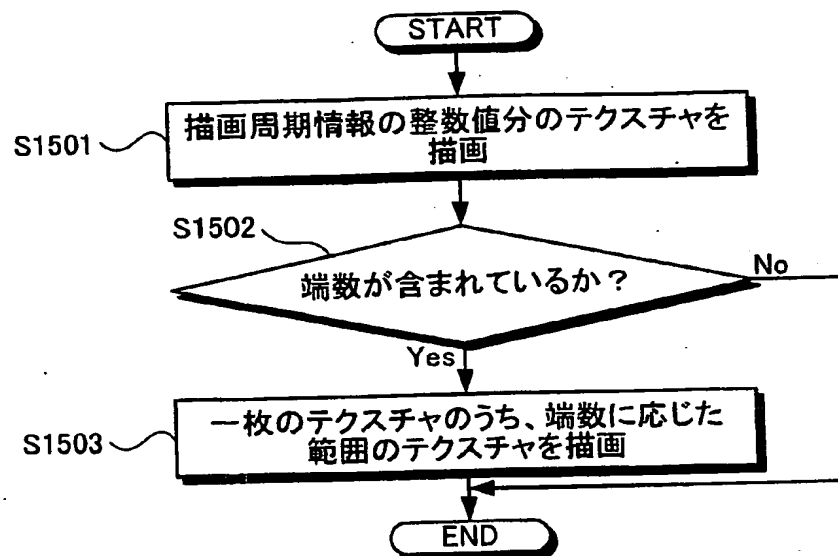 START
S1501
描画周期情報の整数値分のテクスチャを
描画
S1502
端数が含まれているか？
No
Yes
S1503
一枚のテクスチャのうち、端数に応じた
範囲のテクスチャを描画
END